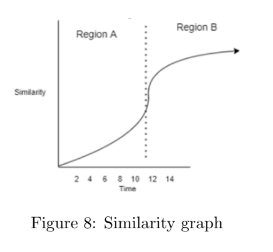 Region A
Region B
Similarity
2 4 6 8 10 12 14
Time
Figure 8: Similarity graph